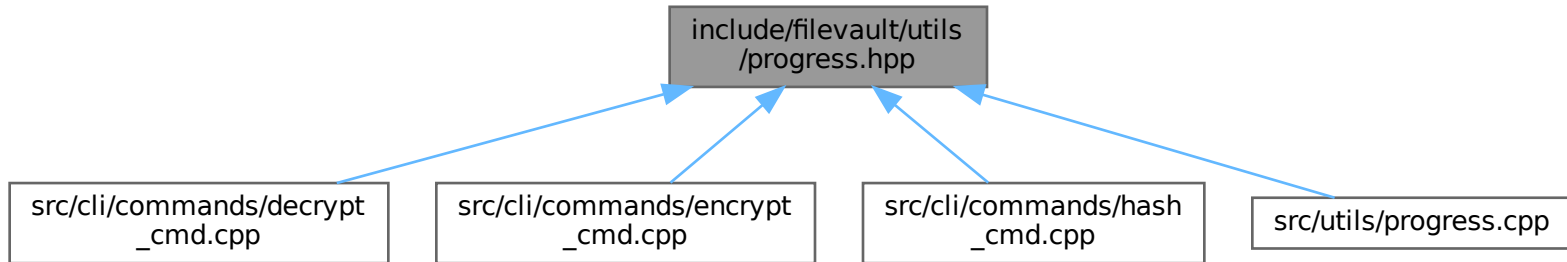 include/filevault/utils
/progress.hpp
src/cli/commands/decrypt
_cmd.cpp
src/cli/commands/encrypt
_cmd.cpp
src/cli/commands/hash
_cmd.cpp
src/utils/progress.cpp